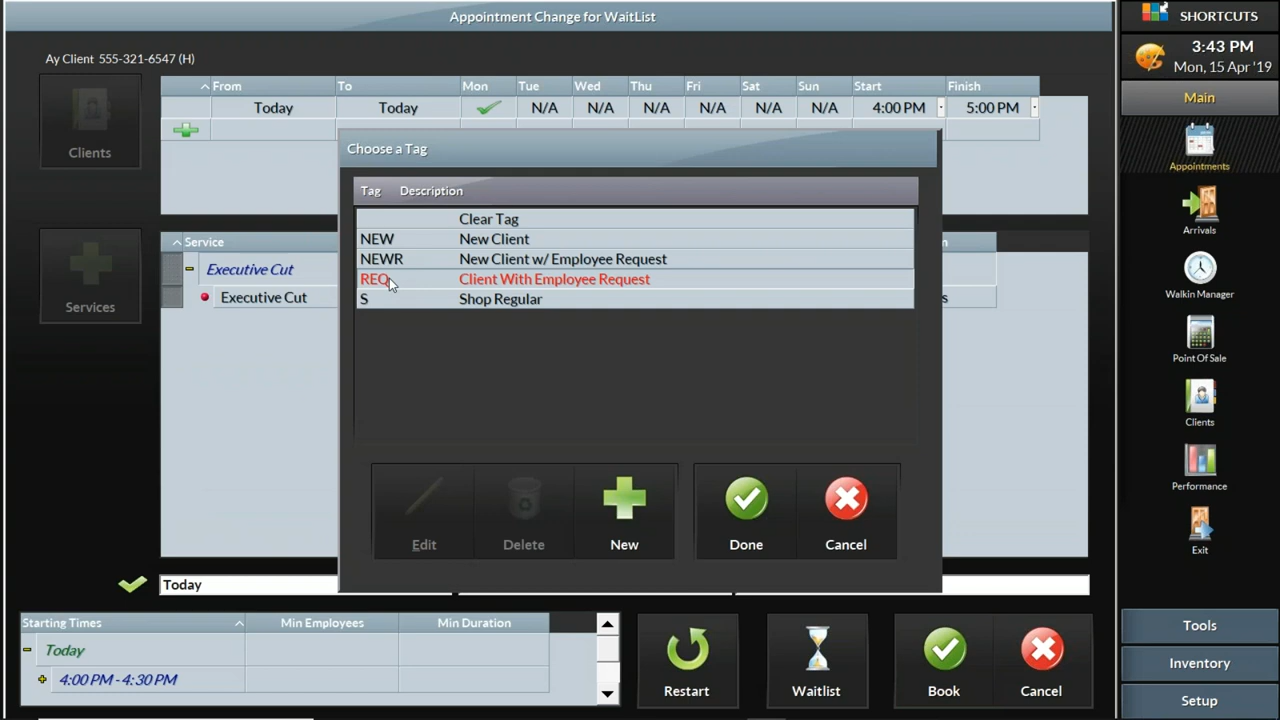 Appointment Change for WaitList
SHORTCUTS
3:43 PM
Mon, 15 Apr '19
Ay Client 555-321-6547 (H)
From To Mon Tue Wed Thu Fri Sat Sun Start Finish
Today Today N/A N/A N/A N/A N/A N/A 4:00 PM 5:00 PM
Clients
Services
Service
Executive Cut
Executive Cut
Choose a Tag
Tag Description
Clear Tag
NEW New Client
NEWR New Client w/ Employee Request
REQ Client With Employee Request
S Shop Regular
Edit Delete New Done Cancel
Today
Starting Times Min Employees Min Duration
Today
4:00 PM - 4:30 PM
Restart Waitlist Book Cancel
Main
Appointments
Arrivals
Walkin Manager
Point Of Sale
Clients
Performance
Exit
Tools
Inventory
Setup